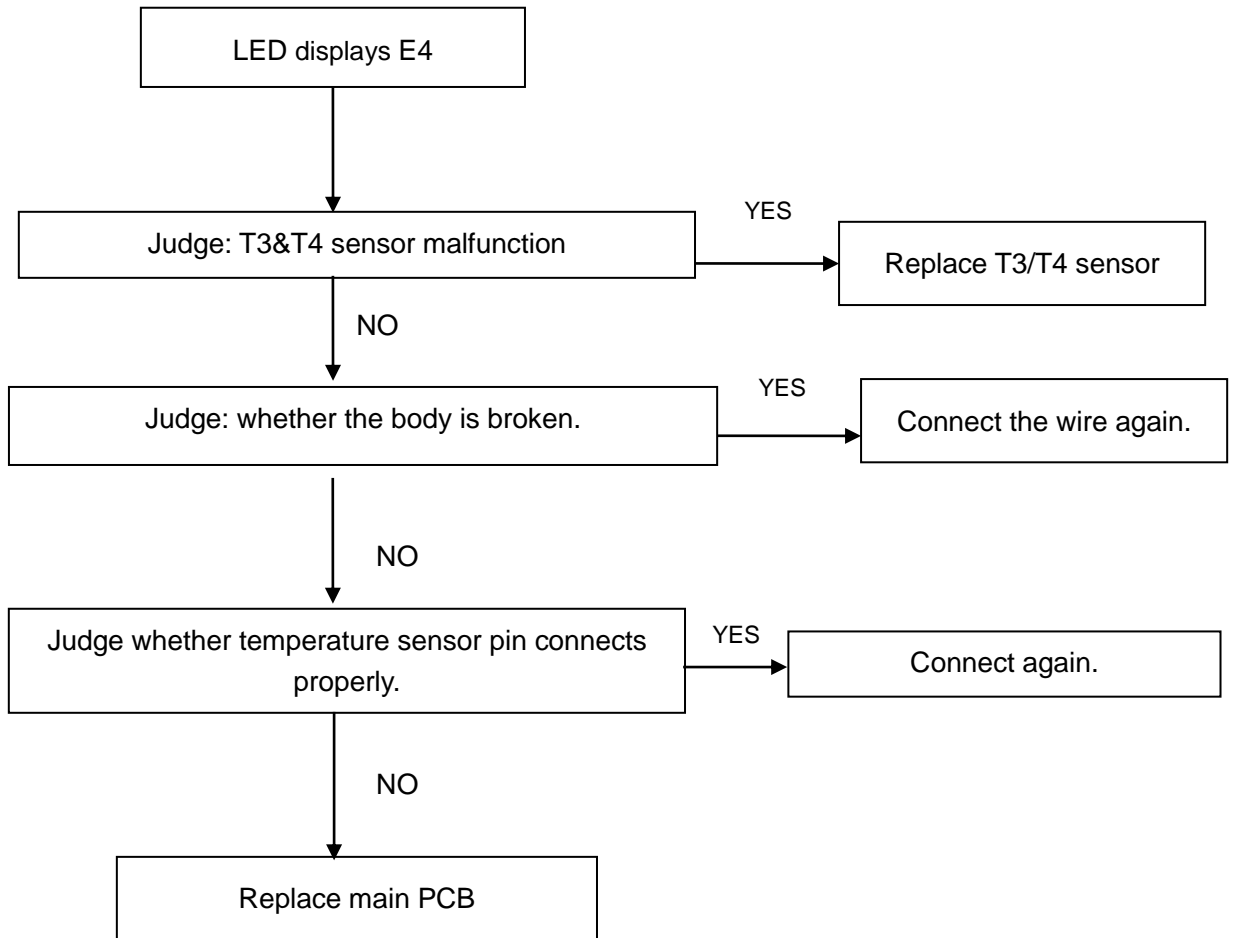 LED displays E4
YES
Judge: T3&T4 sensor malfunction
Replace T3/T4 sensor
NO
YES
Judge: whether the body is broken.
Connect the wire again.
NO
Judge whether temperature sensor pin connects
properly.
YES
Connect again.
NO
Replace main PCB